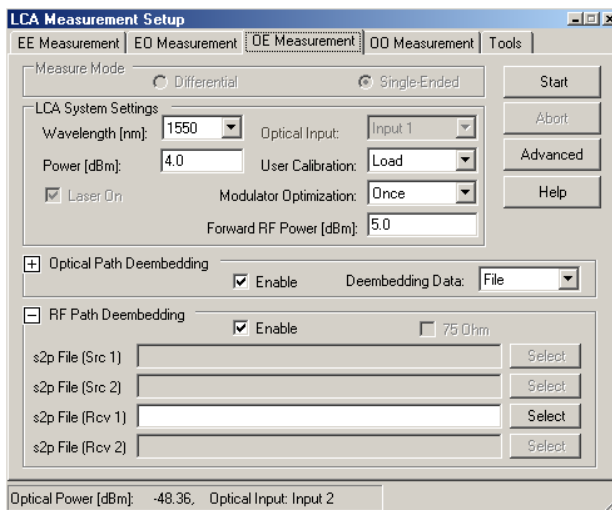 LCA Measurement Setup
EE Measurement EO Measurement OE Measurement OO Measurement Tools
Measure Mode
Differential Single-Ended
Start
LCA System Settings
Wavelength [nm]: 1550 Optical Input: Input 1
Abort
Power [dBm]: 4.0 User Calibration: Load
Advanced
Laser On Modulator Optimization: Once
Help
Forward RF Power [dBm]: 5.0
Optical Path Deembedding
Enable Deembedding Data: File
RF Path Deembedding
Enable 75 Ohm
s2p File (Src 1) Select
s2p File (Src 2) Select
s2p File (Rcv 1) Select
s2p File (Rcv 2) Select
Optical Power [dBm]: -48.36, Optical Input: Input 2